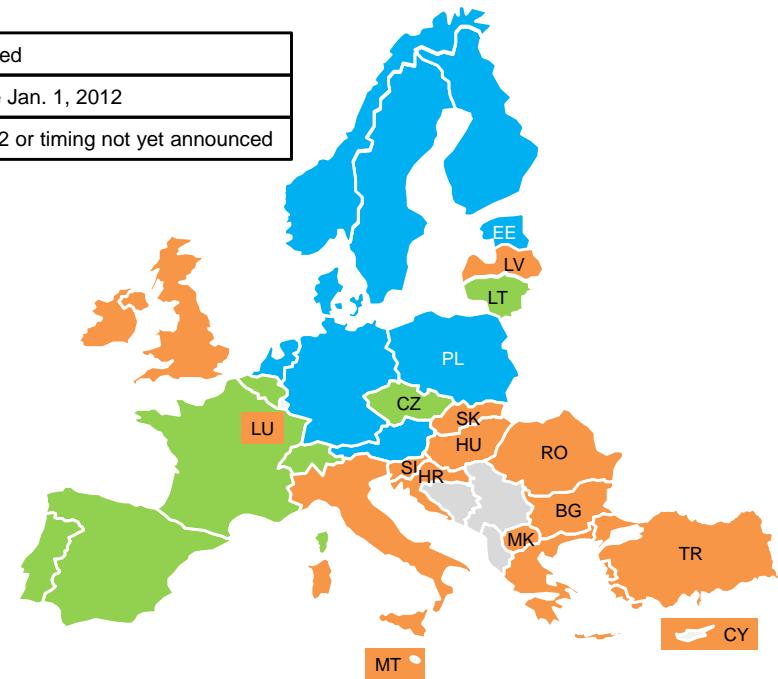 ed
Jan. 1, 2012
2 or timing not yet announced
EE
LV
LT
PL
CZ
LU
SK
HU
RO
SI
HR
BG
MK
TR
CY
MT